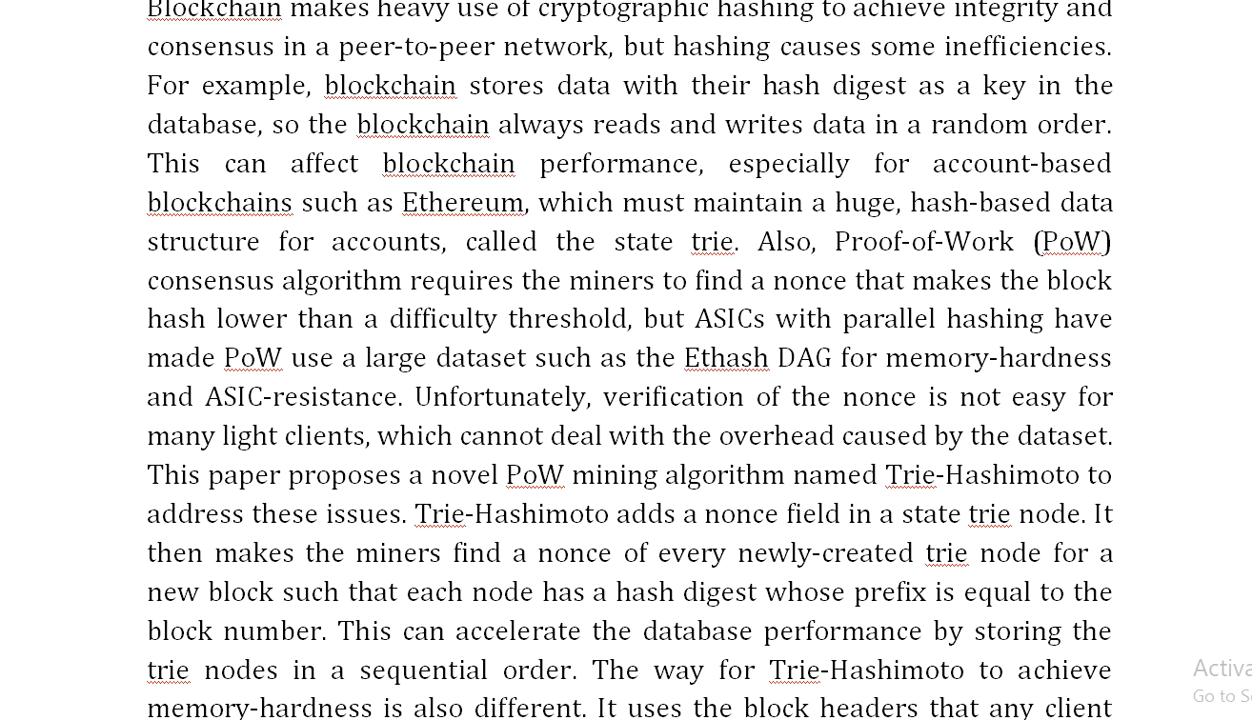 Blockchain makes heavy use of cryptographic hashing to achieve integrity and
consensus in a peer-to-peer network, but hashing causes some inefficiencies.
For example, blockchain stores data with their hash digest as a key in the
database, so the blockchain always reads and writes data in a random order.
This can affect blockchain performance, especially for account-based
blockchains such as Ethereum, which must maintain a huge, hash-based data
structure for accounts, called the state trie. Also, Proof-of-Work (PoW)
consensus algorithm requires the miners to find a nonce that makes the block
hash lower than a difficulty threshold, but ASICs with parallel hashing have
made PoW use a large dataset such as the Ethash DAG for memory-hardness
and ASIC-resistance. Unfortunately, verification of the nonce is not easy for
many light clients, which cannot deal with the overhead caused by the dataset.
This paper proposes a novel PoW mining algorithm named Trie-Hashimoto to
address these issues. Trie-Hashimoto adds a nonce field in a state trie node. It
then makes the miners find a nonce of every newly-created trie node for a
new block such that each node has a hash digest whose prefix is equal to the
block number. This can accelerate the database performance by storing the
trie nodes in a sequential order. The way for Trie-Hashimoto to achieve
memory-hardness is also different. It uses the block headers that any client
Activa
Go to S